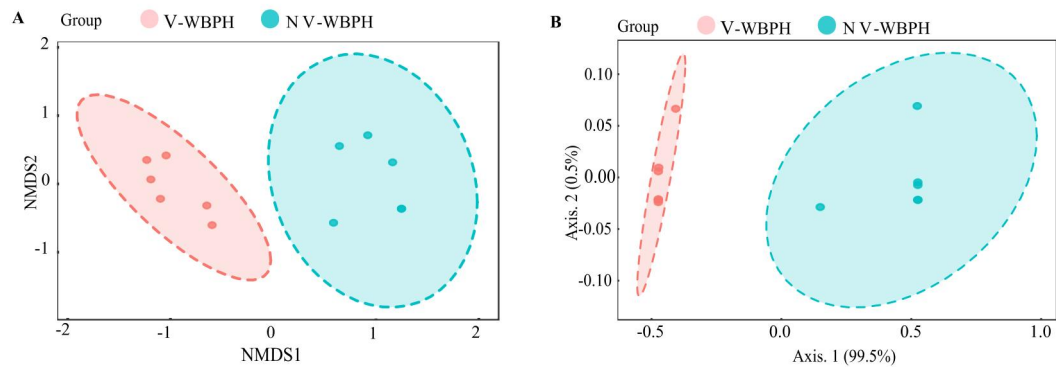 A
Group V-WBPH N V-WBPH
2
1
0
-1
NMDS2
-2 -1 0 1 2
NMDS1
B
Group V-WBPH N V-WBPH
0.10
0.05
0.00
-0.05
-0.10
Axis. 2 (0.5%)
-0.5 0.0 0.5 1.0
Axis. 1 (99.5%)